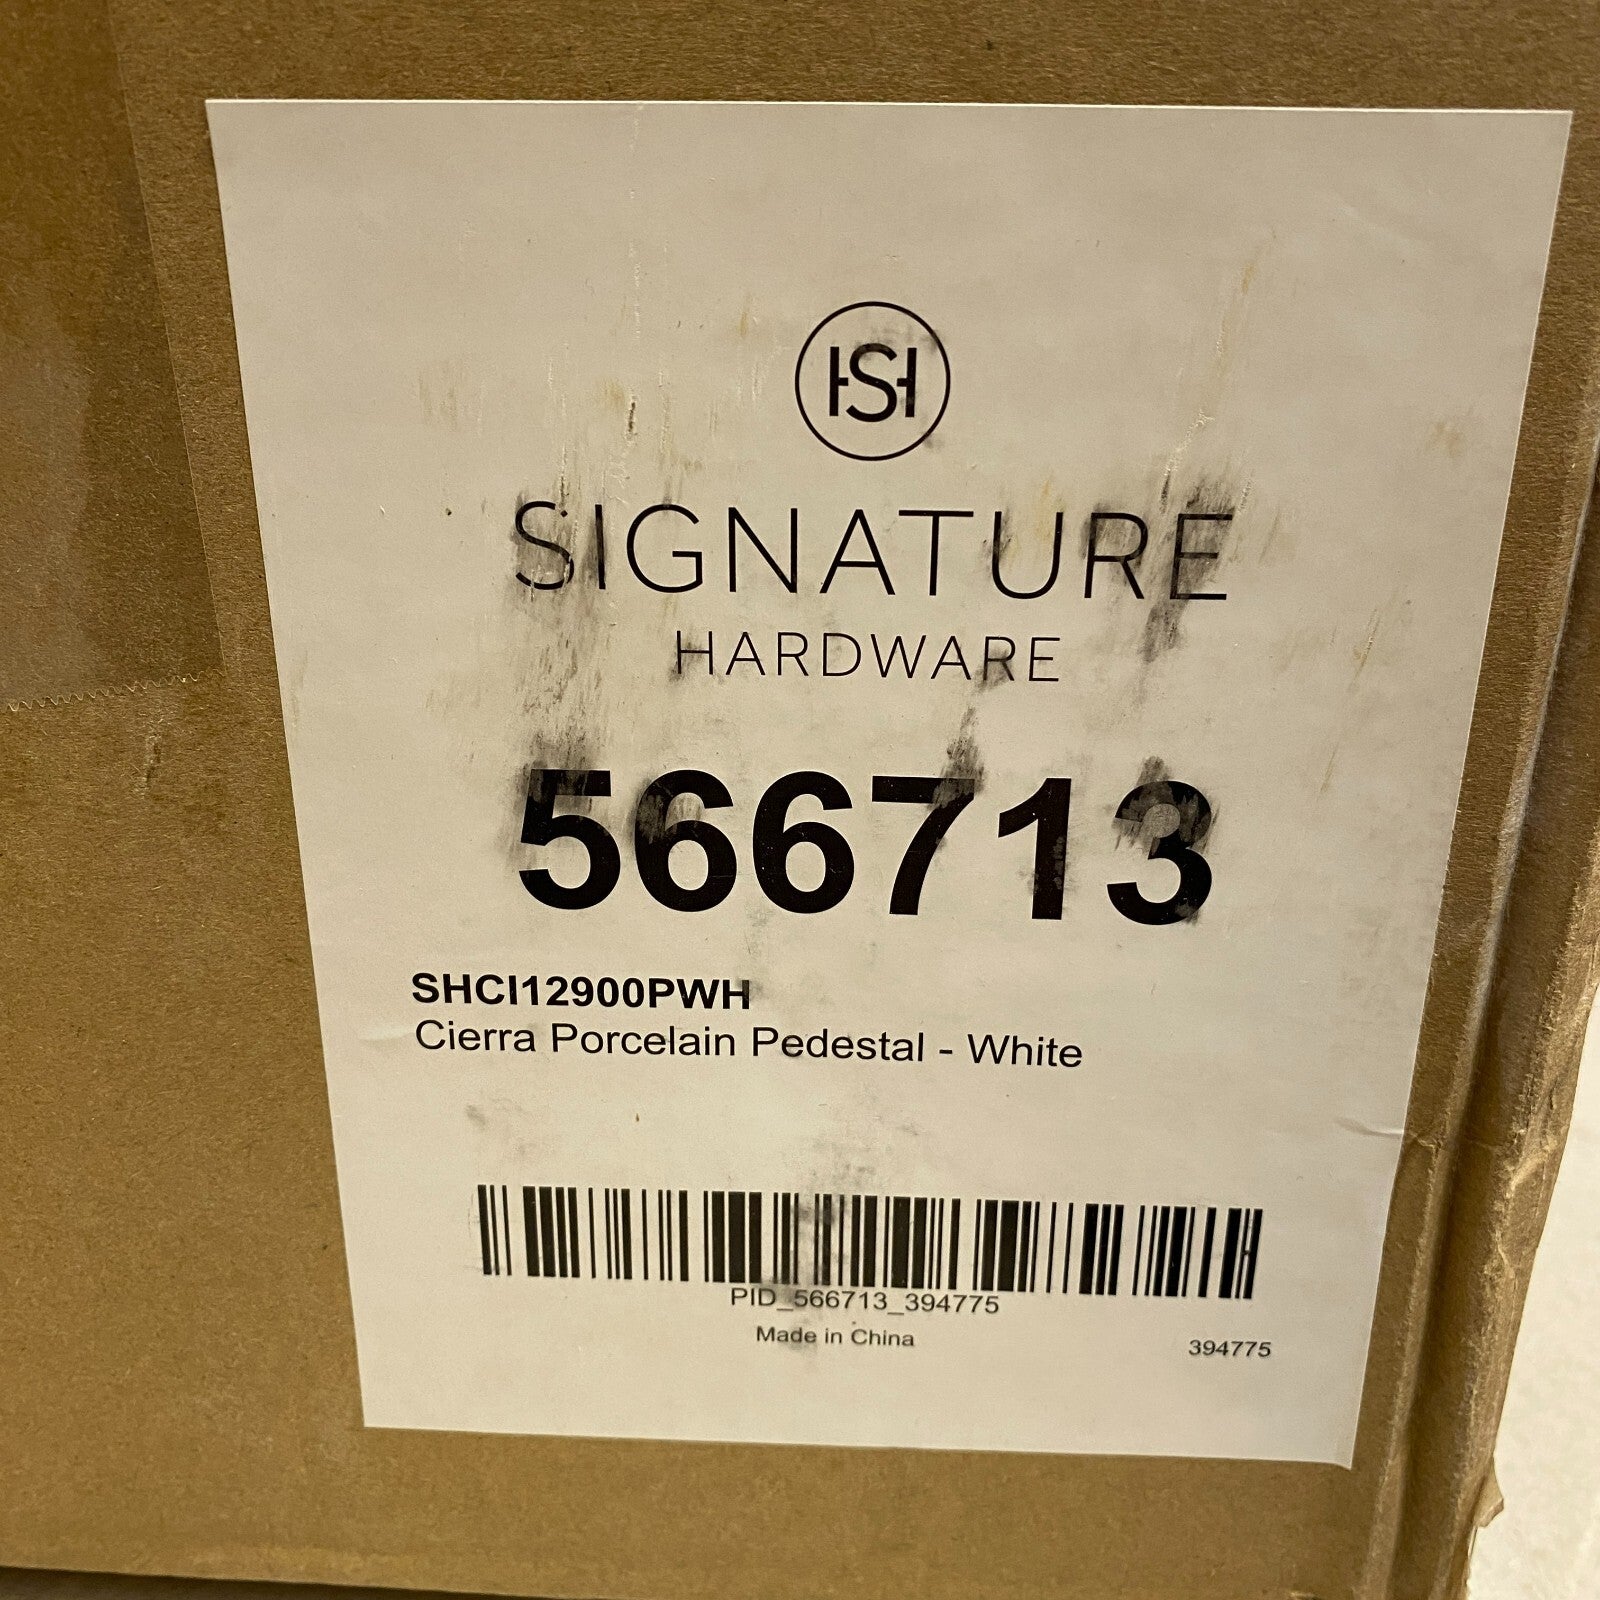 SH
SIGNATURE
HARDWARE
566713
SHCI12900PWH
Cierra Porcelain Pedestal - White
PID_566713_394775
Made in China
394775